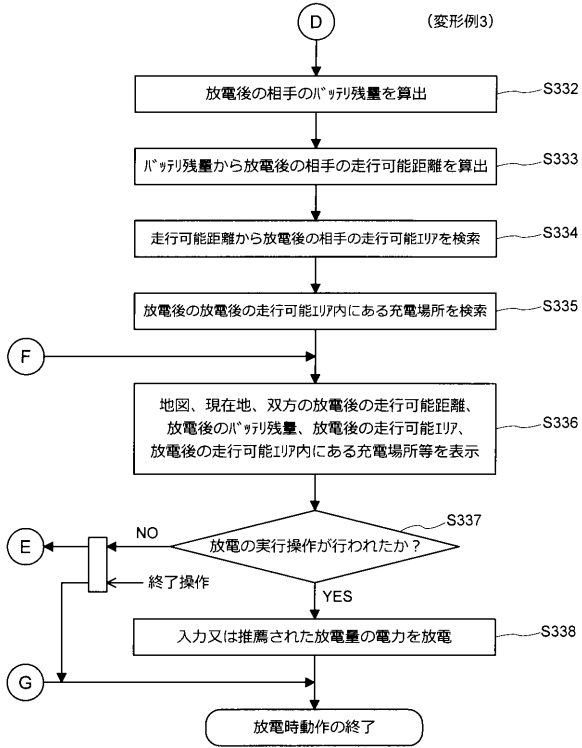 D
(変形例3)
放電後の相手のバッテリ残量を算出
S332
バッテリ残量から放電後の相手の走行可能距離を算出
S333
走行可能距離から放電後の相手の走行可能エリアを検索
S334
放電後の放電後の走行可能エリア内にある充電場所を検索
S335
F
地図、現在地、双方の放電後の走行可能距離、
放電後のバッテリ残量、放電後の走行可能エリア、
放電後の走行可能エリア内にある充電場所等を表示
S336
S337
放電の実行操作が行われたか？
NO
E
終了操作
YES
入力又は推薦された放電量の電力を放電
S338
G
放電時動作の終了